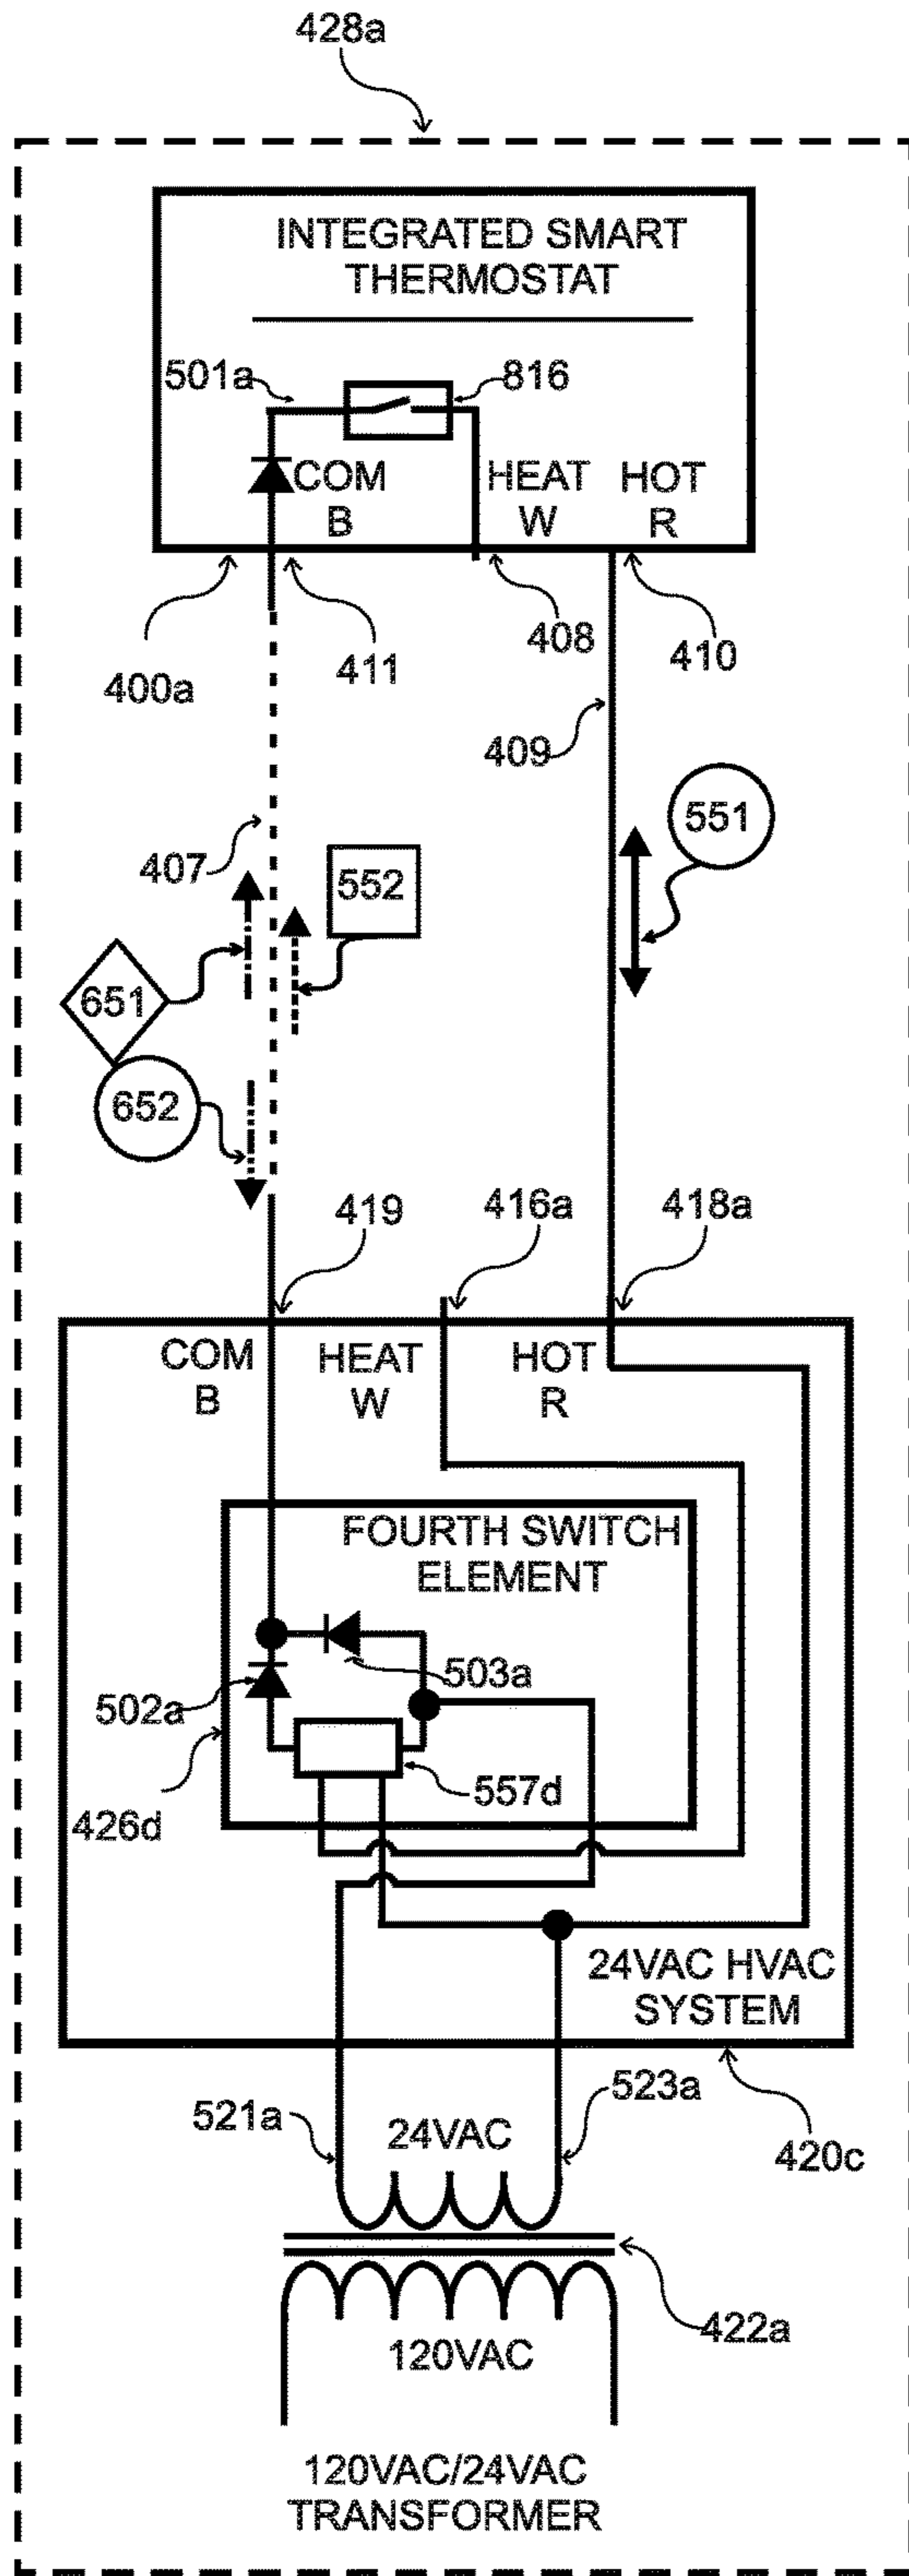 428a
INTEGRATED SMART
THERMOSTAT
501a
816
COM
B
HEAT
W
HOT
R
400a
411
408
410
409
407
551
552
651
652
419
416a
418a
COM
B
HEAT
W
HOT
R
FOURTH SWITCH
ELEMENT
503a
502a
557d
426d
24VAC HVAC
SYSTEM
521a
24VAC
523a
420c
422a
120VAC
120VAC/24VAC
TRANSFORMER